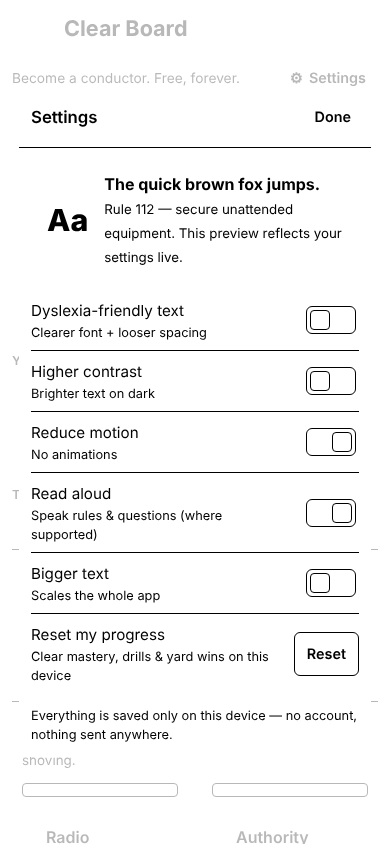 Clear Board
Become a conductor. Free, forever.
⚙ Settings
Settings
Done
Aa
The quick brown fox jumps.
Rule 112 — secure unattended
equipment. This preview reflects your
settings live.
Dyslexia-friendly text
Clearer font + looser spacing
Higher contrast
Brighter text on dark
Reduce motion
No animations
Read aloud
Speak rules & questions (where
supported)
Bigger text
Scales the whole app
Reset my progress
Clear mastery, drills & yard wins on this
device
Reset
Everything is saved only on this device — no account,
nothing sent anywhere.
shoving.
Radio
Authority